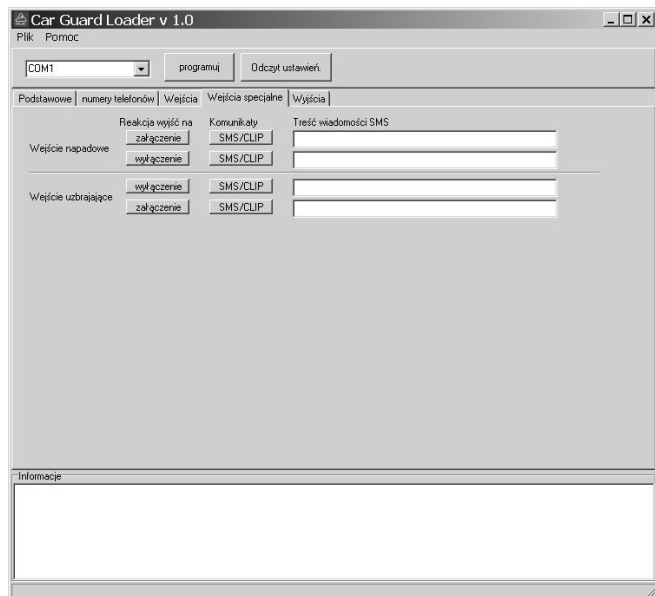 Car Guard Loader v 1.0
Plik Pomoc
COM1 programuj Odczyt ustawień.
Podstawowe numery telefonów Wejścia Wejścia specjalne Wyjścia
Reakcja wyjść na Komunikaty Treść wiadomości SMS
Wejście napadowe
załączenie SMS/CLIP
wyłączenie SMS/CLIP
Wejście uzbrajające
wyłączenie SMS/CLIP
załączenie SMS/CLIP
Informacje